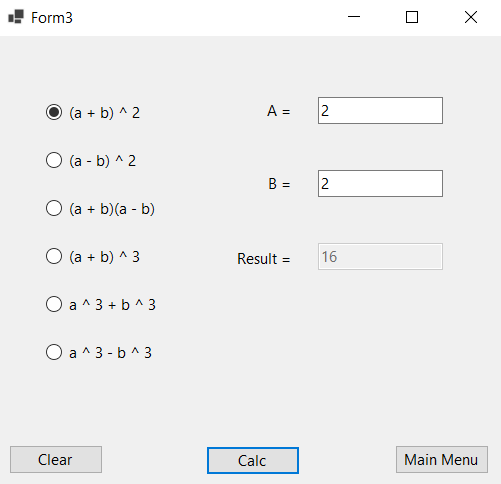 Form3
(a + b) ^ 2
A =
2
(a - b) ^ 2
B =
2
(a + b)(a - b)
(a + b) ^ 3
Result =
16
a ^ 3 + b ^ 3
a ^ 3 - b ^ 3
Clear
Calc
Main Menu